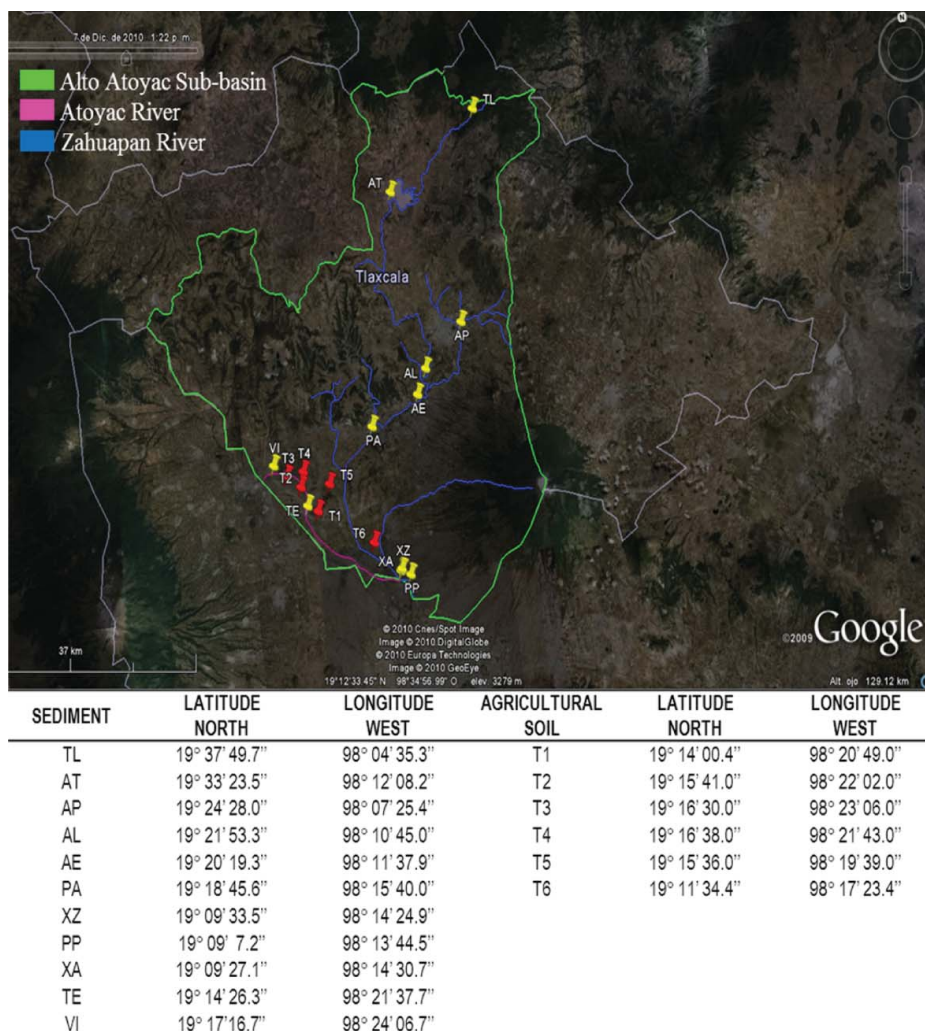 7 de Dic. de 2010 1:22 p. m.
N
Alto Atoyac Sub-basin
Atoyac River
Zahuapan River
TL
AT
Tlaxcala
AP
AL
AE
PA
VI
T3
T4
T2
T5
TE
T1
T6
XZ
XA
PP
© 2010 Cnes/Spot Image
Image © 2010 DigitalGlobe
© 2010 Europa Technologies
Image © 2010 GeoEye
©2009 Google
37 km
19°12'33.45" N 98°34'56.99" O elev. 3279 m
Alt. ojo 129.12 km
SEDIMENT LATITUDE NORTH LONGITUDE WEST AGRICULTURAL SOIL LATITUDE NORTH LONGITUDE WEST
TL 19° 37' 49.7" 98° 04' 35.3" T1 19° 14' 00.4" 98° 20' 49.0"
AT 19° 33' 23.5" 98° 12' 08.2" T2 19° 15' 41.0" 98° 22' 02.0"
AP 19° 24' 28.0" 98° 07' 25.4" T3 19° 16' 30.0" 98° 23' 06.0"
AL 19° 21' 53.3" 98° 10' 45.0" T4 19° 16' 38.0" 98° 21' 43.0"
AE 19° 20' 19.3" 98° 11' 37.9" T5 19° 15' 36.0" 98° 19' 39.0"
PA 19° 18' 45.6" 98° 15' 40.0" T6 19° 11' 34.4" 98° 17' 23.4"
XZ 19° 09' 33.5" 98° 14' 24.9"
PP 19° 09' 7.2" 98° 13' 44.5"
XA 19° 09' 27.1" 98° 14' 30.7"
TE 19° 14' 26.3" 98° 21' 37.7"
VI 19° 17' 16.7" 98° 24' 06.7"